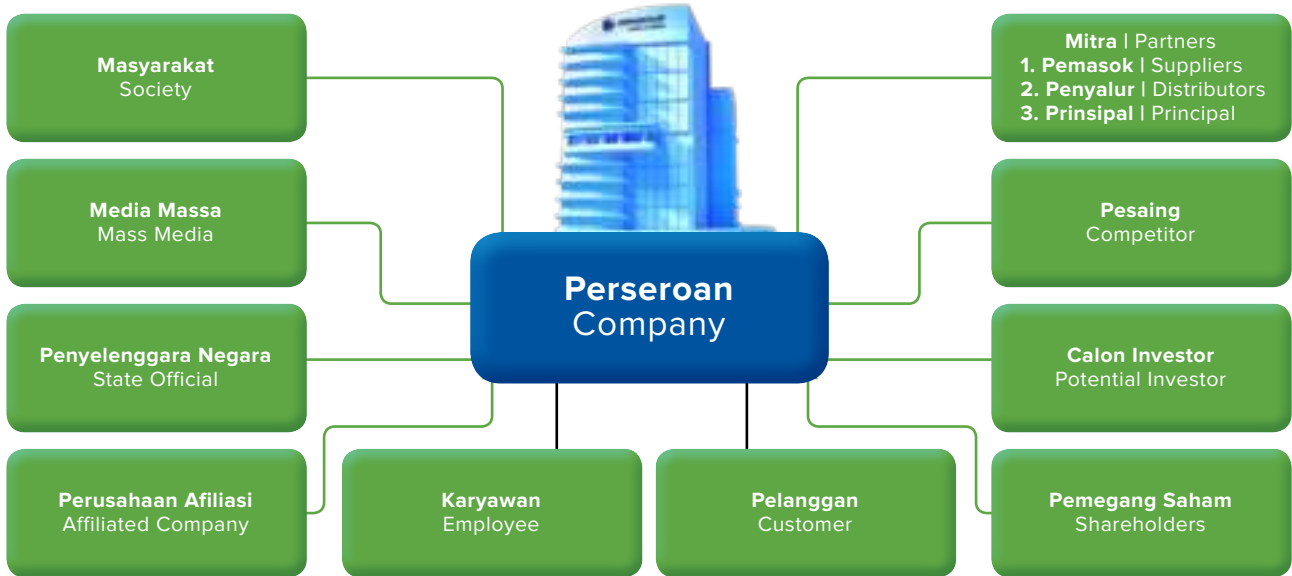 Masyarakat
Society
Media Massa
Mass Media
Penyelenggara Negara
State Official
Perusahaan Afiliasi
Affiliated Company
Perseroan
Company
Karyawan
Employee
Pelanggan
Customer
Mitra | Partners
1. Pemasok | Suppliers
2. Penyalur | Distributors
3. Prinsipal | Principal
Pesaing
Competitor
Calon Investor
Potential Investor
Pemegang Saham
Shareholders